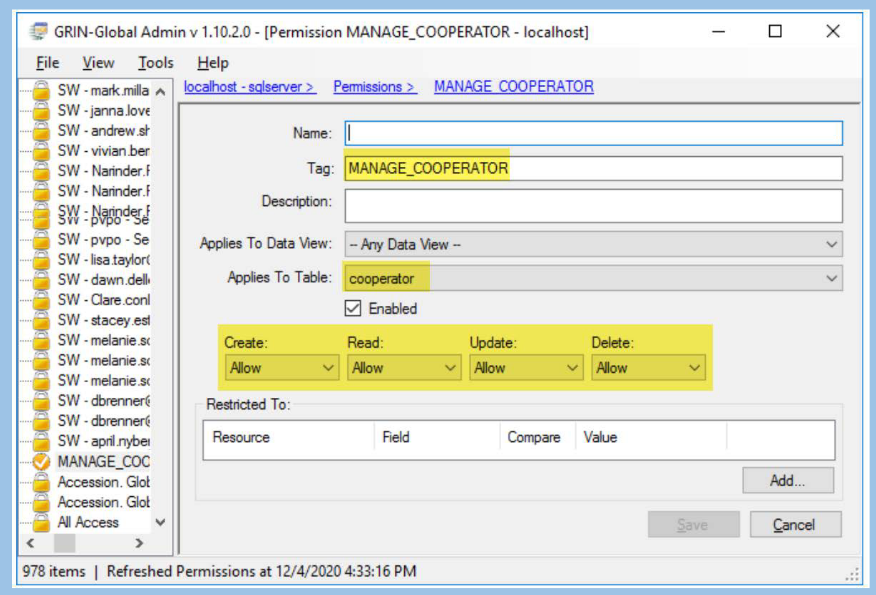 GRIN-Global Admin v 1.10.2.0 - [Permission MANAGE_COOPERATOR - localhost]
File View Tools Help
localhost - sqlserver > Permissions > MANAGE_COOPERATOR
SW - mark.milla
SW - janna.love
SW - andrew.sh
SW - vivian.ber
SW - Narinder.F
SW - Narinder.F
SW - Narinder.F
SW - pvpo - Se
SW - pvpo - Se
SW - lisa.taylor
SW - dawn.dell
SW - Clare.conl
SW - stacey.est
SW - melanie.sc
SW - melanie.sc
SW - melanie.sc
SW - dbrenner@
SW - dbrenner@
SW - april.nyber
MANAGE_COO
Accession. Glob
Accession. Glob
All Access
Name:
Tag: MANAGE_COOPERATOR
Description:
Applies To Data View: -- Any Data View --
Applies To Table: cooperator
Enabled
Create: Read: Update: Delete:
Allow Allow Allow Allow
Restricted To:
Resource Field Compare Value
Add...
Save Cancel
978 items | Refreshed Permissions at 12/4/2020 4:33:16 PM